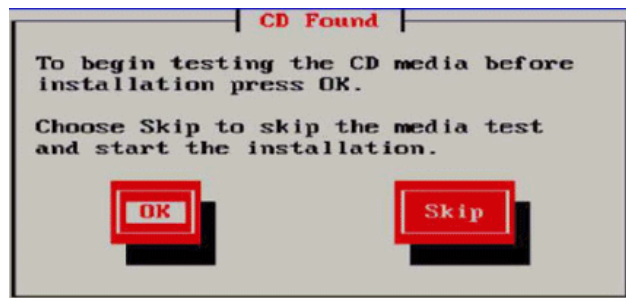 CD Found
To begin testing the CD media before
installation press OK.
Choose Skip to skip the media test
and start the installation.
OK Skip